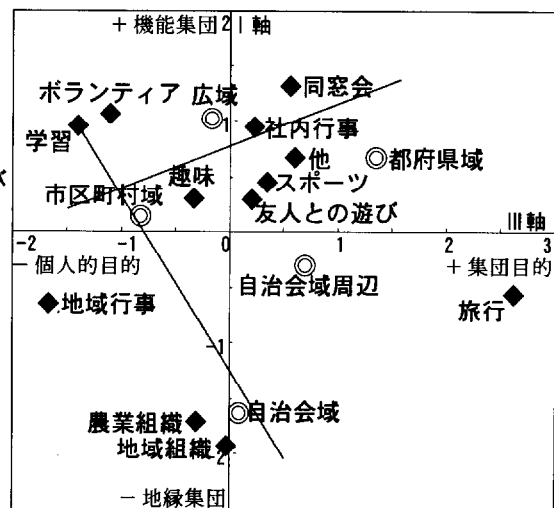 ＋機能集団 2 Ⅰ軸
ボランティア 広域 同窓会
学習 1 社内行事
趣味 他 都府県域
市区町村域 スポーツ
友人との遊び
-2 -1 0 1 2 3 Ⅲ軸
－個人的目的 ＋集団目的
自治会域周辺
地域行事 旅行
-1
農業組織 自治会域
地域組織
-2
－地縁集団